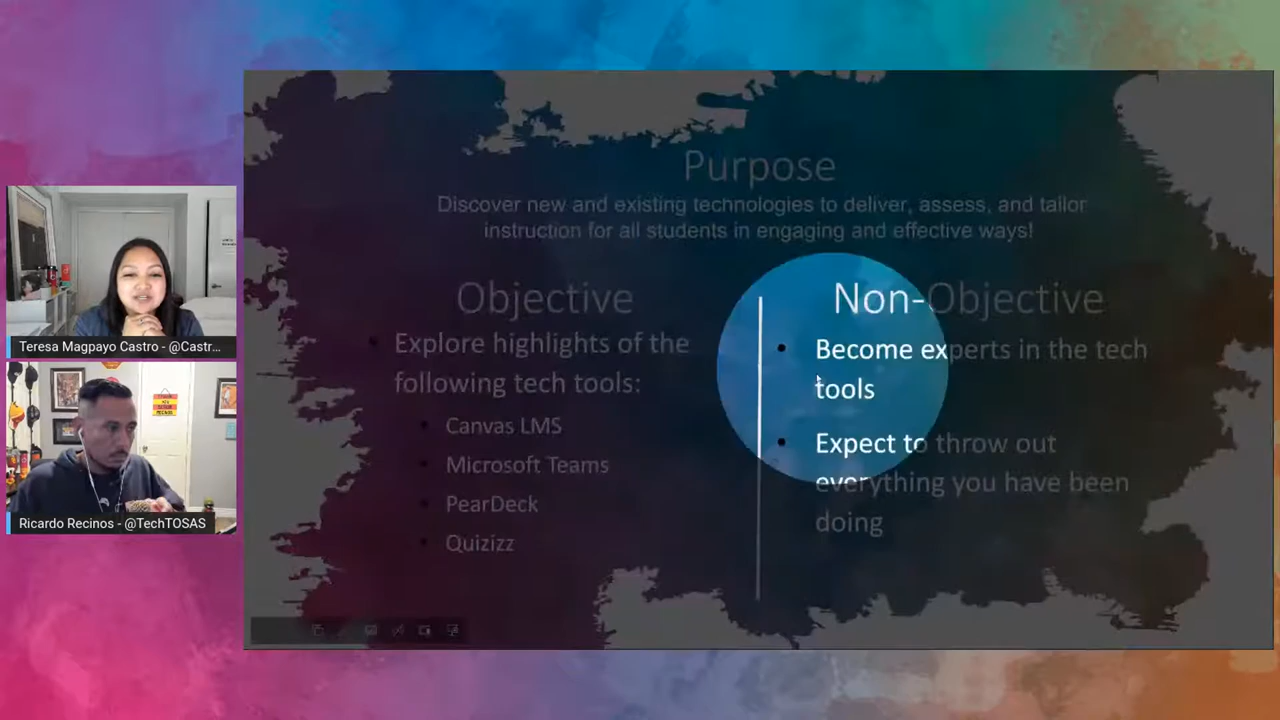 Purpose
Discover new and existing technologies to deliver, assess, and tailor
instruction for all students in engaging and effective ways!
Objective
Explore highlights of the
following tech tools:
Canvas LMS
Microsoft Teams
PearDeck
Quizizz
Non-Objective
Become experts in the tech
tools
Expect to throw out
everything you have been
doing
Teresa Magpayo Castro - @Castr...
Ricardo Recinos - @TechTOSAS